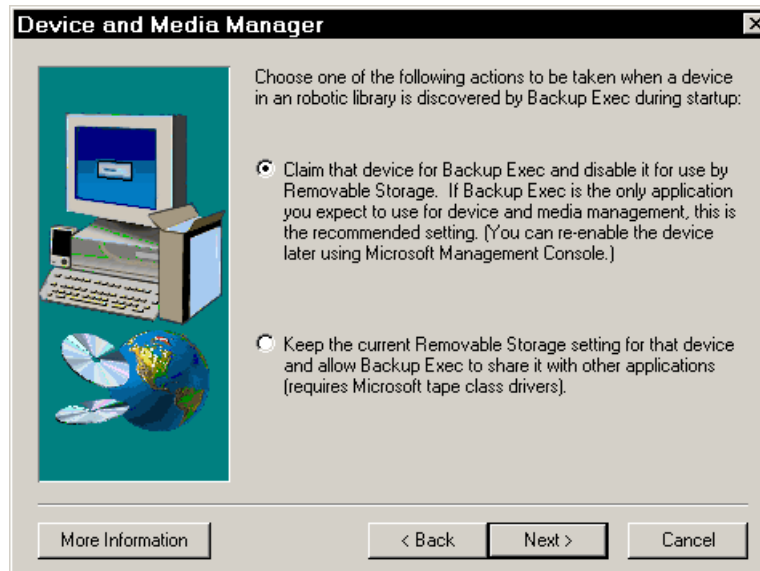 Device and Media Manager
Choose one of the following actions to be taken when a device
in an robotic library is discovered by Backup Exec during startup:
Claim that device for Backup Exec and disable it for use by
Removable Storage.  If Backup Exec is the only application
you expect to use for device and media management, this is
the recommended setting. (You can re-enable the device
later using Microsoft Management Console.)
Keep the current Removable Storage setting for that device
and allow Backup Exec to share it with other applications
(requires Microsoft tape class drivers).
More Information
< Back
Next >
Cancel